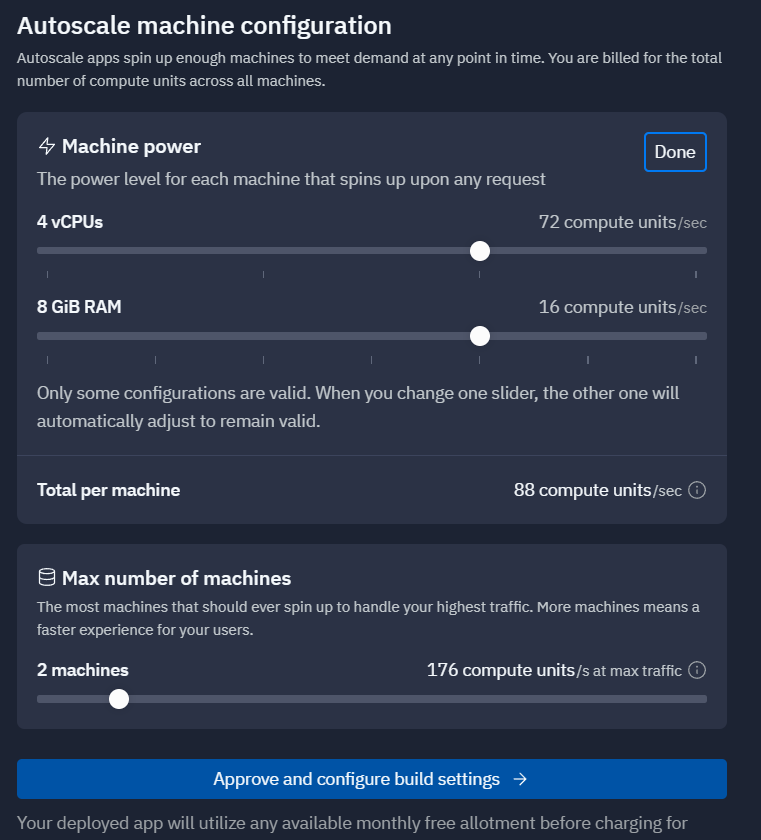 Autoscale machine configuration
Autoscale apps spin up enough machines to meet demand at any point in time. You are billed for the total
number of compute units across all machines.
Machine power
Done
The power level for each machine that spins up upon any request
4 vCPUs
72 compute units/sec
8 GiB RAM
16 compute units/sec
Only some configurations are valid. When you change one slider, the other one will
automatically adjust to remain valid.
Total per machine
88 compute units/sec
Max number of machines
The most machines that should ever spin up to handle your highest traffic. More machines means a
faster experience for your users.
2 machines
176 compute units/s at max traffic
Approve and configure build settings →
Your deployed app will utilize any available monthly free allotment before charging for